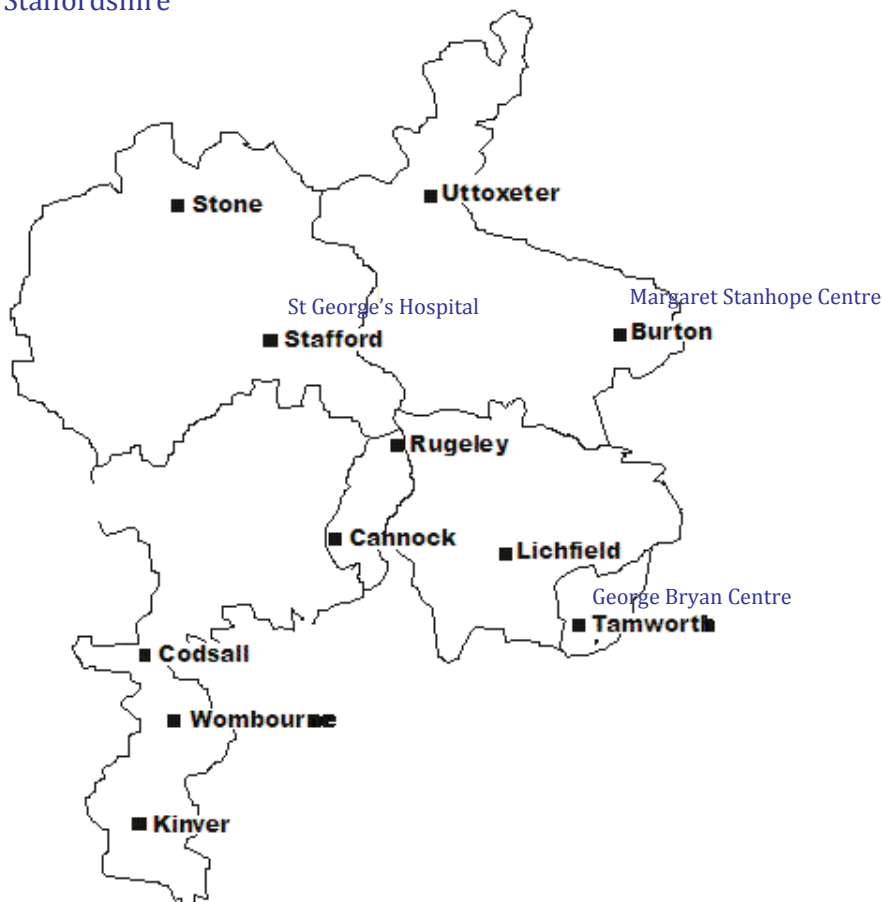 Staffordshire
Uttoxeter
Stone
Margaret Stanhope Centre
St George's Hospital
Burton
Stafford
Rugeley
Cannock
Lichfield
George Bryan Centre
Tamworth
Codsall
Wombourne
Kinver